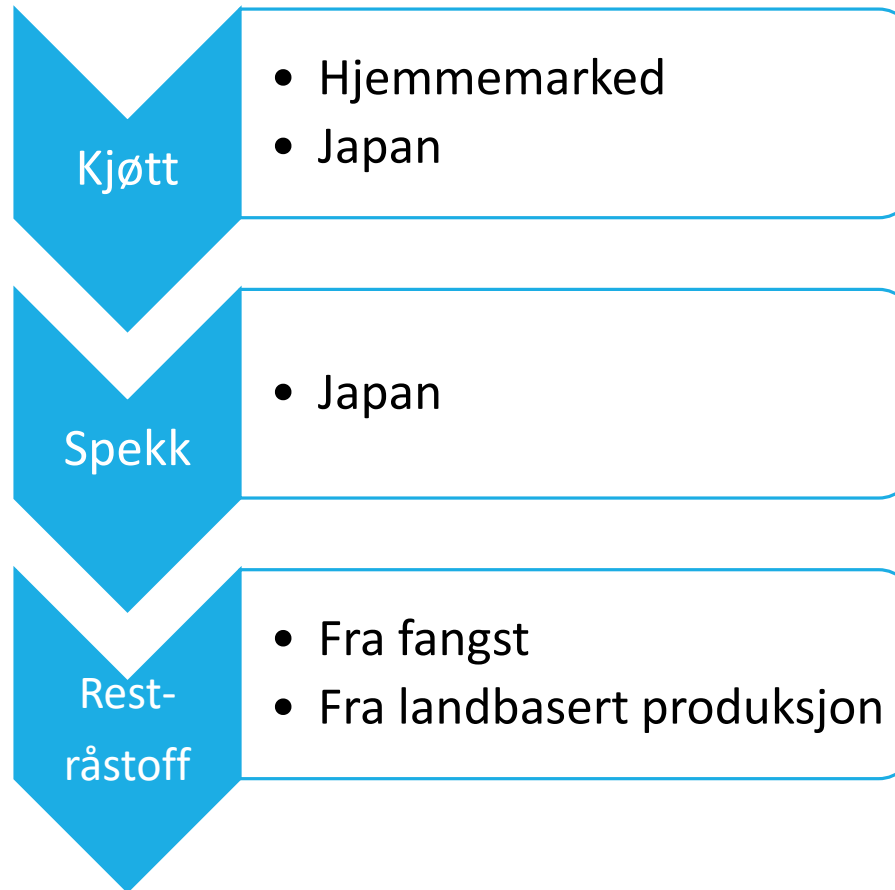 Kjøtt
• Hjemmemarked
• Japan
Spekk
• Japan
Rest-
råstoff
• Fra fangst
• Fra landbasert produksjon